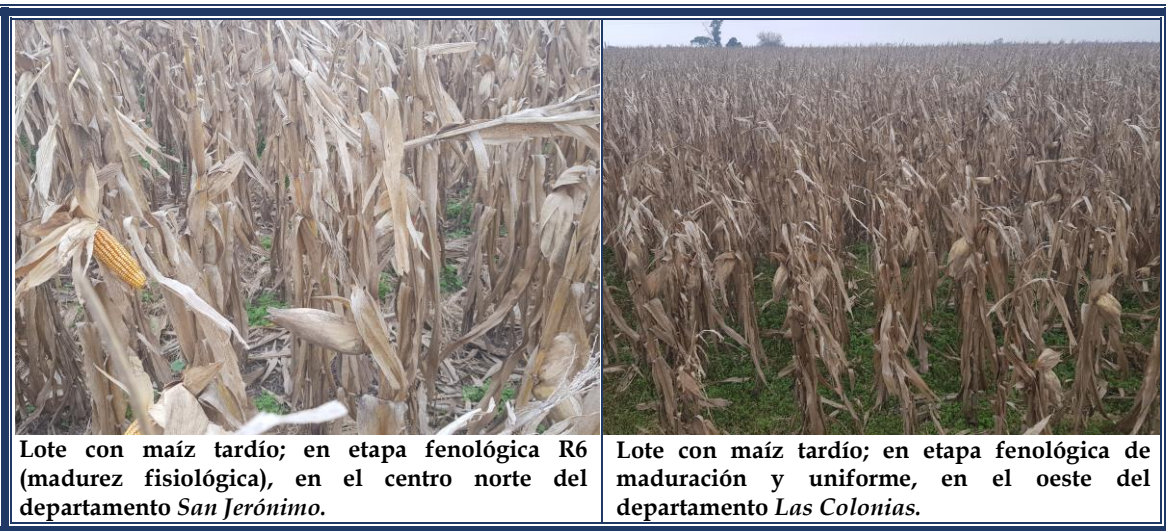 Lote con maíz tardío; en etapa fenológica R6
(madurez fisiológica), en el centro norte del
departamento San Jerónimo.
Lote con maíz tardío; en etapa fenológica de
maduración y uniforme, en el oeste del
departamento Las Colonias.